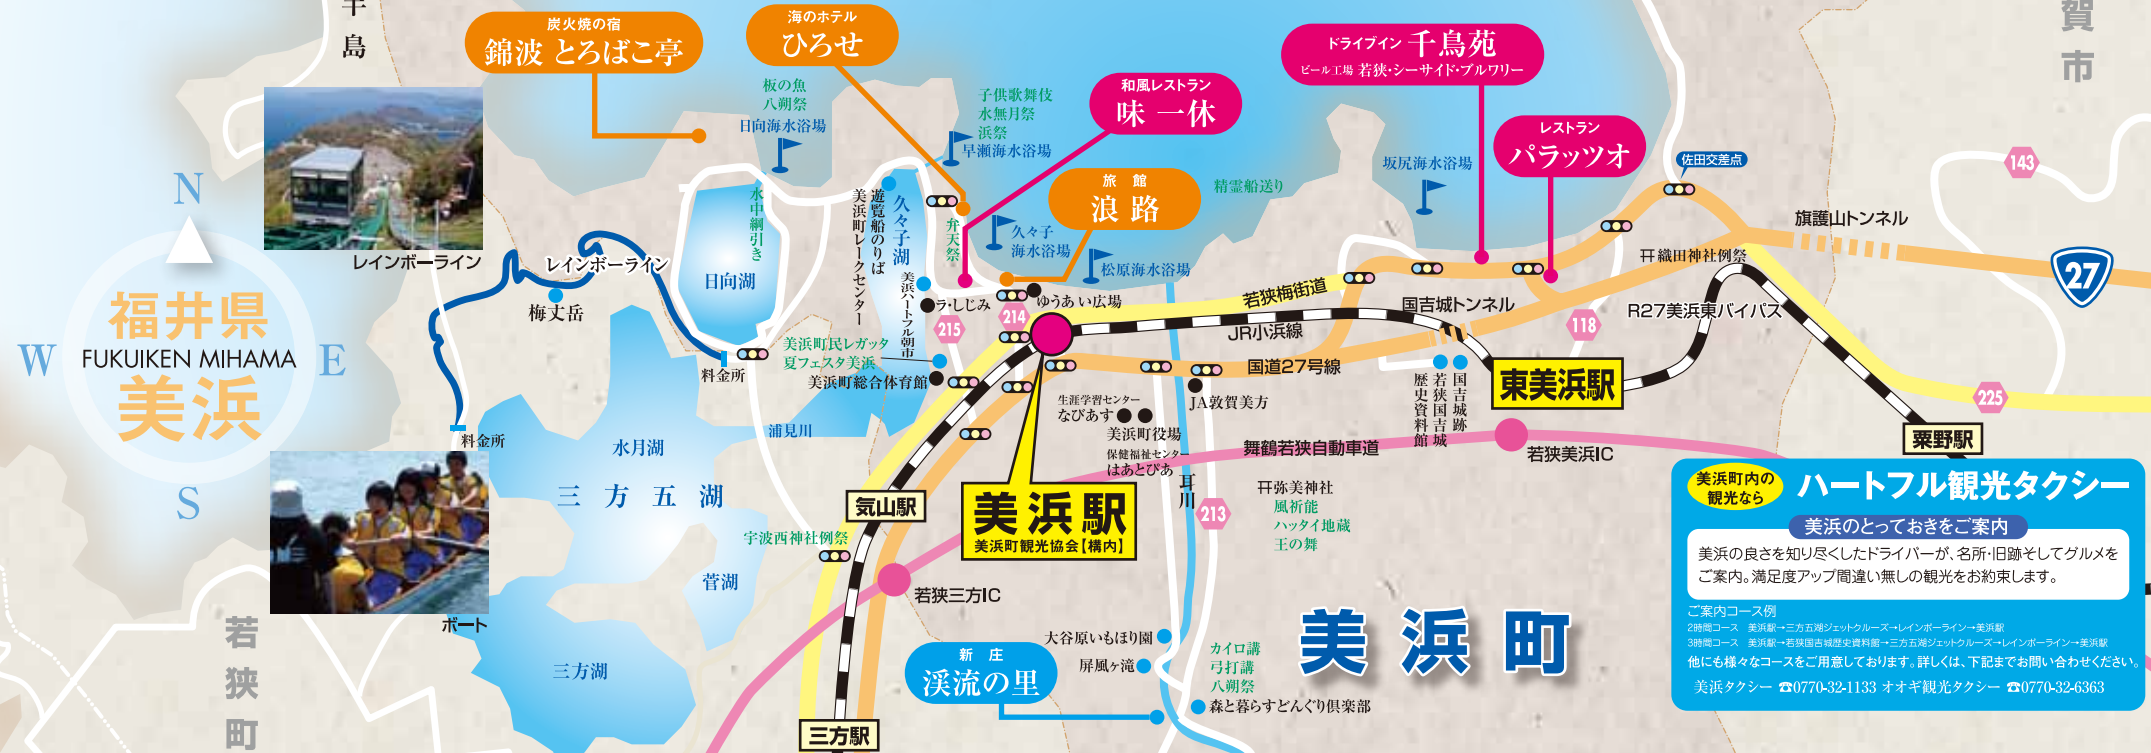 半
島
炭火焼の宿
錦波 とろばこ亭
海のホテル
ひろせ
和風レストラン
味 一休
ドライブイン 千鳥苑
ビール工場 若狭・シーサイド・ブルワリー
レストラン
パラッツオ
旅 館
浪 路
賀
市
N
W
E
S
福井県
FUKUIKEN MIHAMA
美浜
レインボーライン
レインボーライン
梅丈岳
料金所
料金所
ボート
板の魚
八朔祭
日向海水浴場
水中綱引き
日向湖
子供歌舞伎
水無月祭
浜祭
早瀬海水浴場
久々子湖
遊覧船のりば
美浜町レークセンター
弁天祭
久々子
海水浴場
松原海水浴場
精霊船送り
坂尻海水浴場
佐田交差点
143
旗護山トンネル
27
织田神社例祭
美浜ハートフル朝市
ラ・しじみ
215
214
ゆうあい広場
若狭梅街道
国吉城トンネル
JR小浜線
118
R27美浜東バイパス
美浜町民レガッタ
夏フェスタ美浜
美浜町総合体育館
国道27号線
JA敦賀美方
生涯学習センター
なびあす
美浜町役場
保健福祉センター
はあとぴあ
国吉城跡
若狭国吉城
歴史資料館
東美浜駅
225
粟野駅
舞鶴若狭自動車道
若狭美浜IC
浦見川
水月湖
三方五湖
菅湖
三方湖
宇波西神社例祭
気山駅
美浜駅
美浜町観光協会【構内】
耳川
213
弥美神社
風祈能
ハッタイ地蔵
王の舞
若狭三方IC
若
狭
町
三方駅
新 庄
渓流の里
大谷原いもほり園
屏風ヶ滝
カイロ講
弓打講
八朔祭
森と暮らすどんぐり倶楽部
美浜町
美浜町内の
観光なら
ハートフル観光タクシー
美浜のとっておきをご案内
美浜の良さを知り尽くしたドライバーが、名所・旧跡そしてグルメを
ご案内。満足度アップ間違い無しの観光をお約束します。
ご案内コース例
2時間コース 美浜駅→三方五湖ジェットクルーズ→レインボーライン→美浜駅
3時間コース 美浜駅→若狭国吉城歴史資料館→三方五湖ジェットクルーズ→レインボーライン→美浜駅
他にも様々なコースをご用意しております。詳しくは、下記までお問い合わせください。
美浜タクシー ☎0770-32-1133 オオギ観光タクシー ☎0770-32-6363